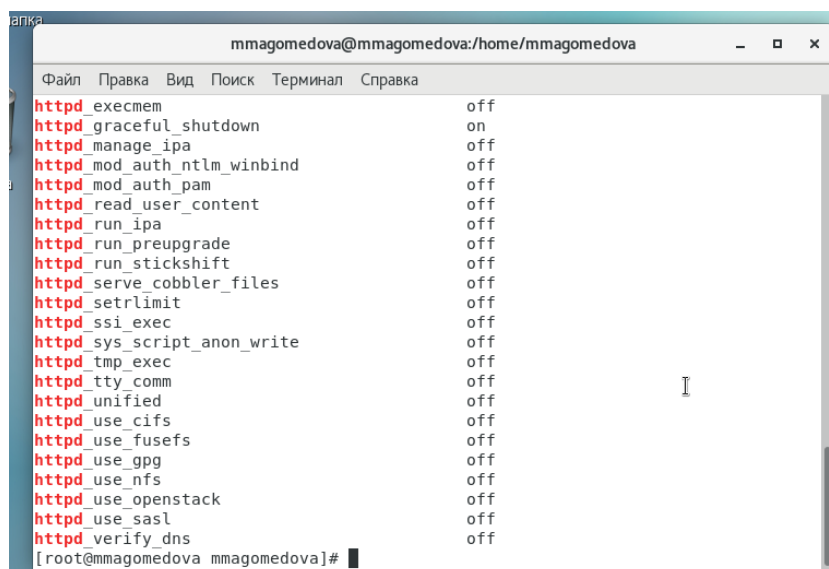 апка
mmagomedova@mmagomedova:/home/mmagomedova
Файл Правка Вид Поиск Терминал Справка
httpd_execmem off
httpd_graceful_shutdown on
httpd_manage_ipa off
httpd_mod_auth_ntlm_winbind off
httpd_mod_auth_pam off
httpd_read_user_content off
httpd_run_ipa off
httpd_run_preupgrade off
httpd_run_stickshift off
httpd_serve_cobbler_files off
httpd_setrlimit off
httpd_ssi_exec off
httpd_sys_script_anon_write off
httpd_tmp_exec off
httpd_tty_comm off
httpd_unified off
httpd_use_cifs off
httpd_use_fusefs off
httpd_use_gpg off
httpd_use_nfs off
httpd_use_openstack off
httpd_use_sasl off
httpd_verify_dns off
[root@mmagomedova mmagomedova]#